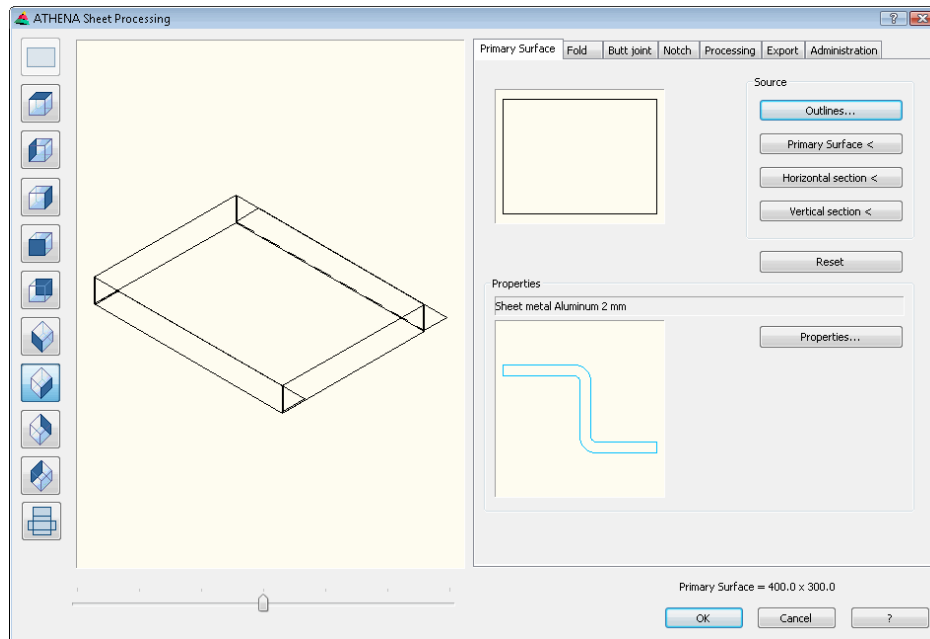 ATHENA Sheet Processing
?
Primary Surface Fold Butt joint Notch Processing Export Administration
Source
Outlines...
Primary Surface <
Horizontal section <
Vertical section <
Reset
Properties
Sheet metal Aluminum 2 mm
Properties...
Primary Surface = 400.0 x 300.0
OK Cancel ?